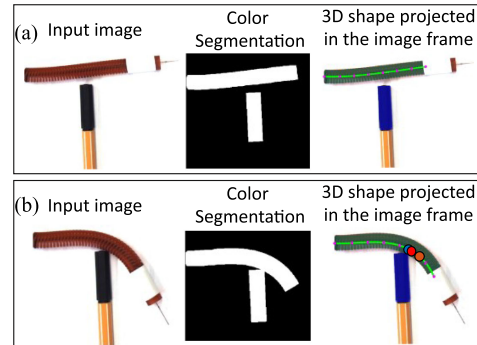 (a)
Input image
Color
Segmentation
3D shape projected
in the image frame
(b)
Input image
Color
Segmentation
3D shape projected
in the image frame